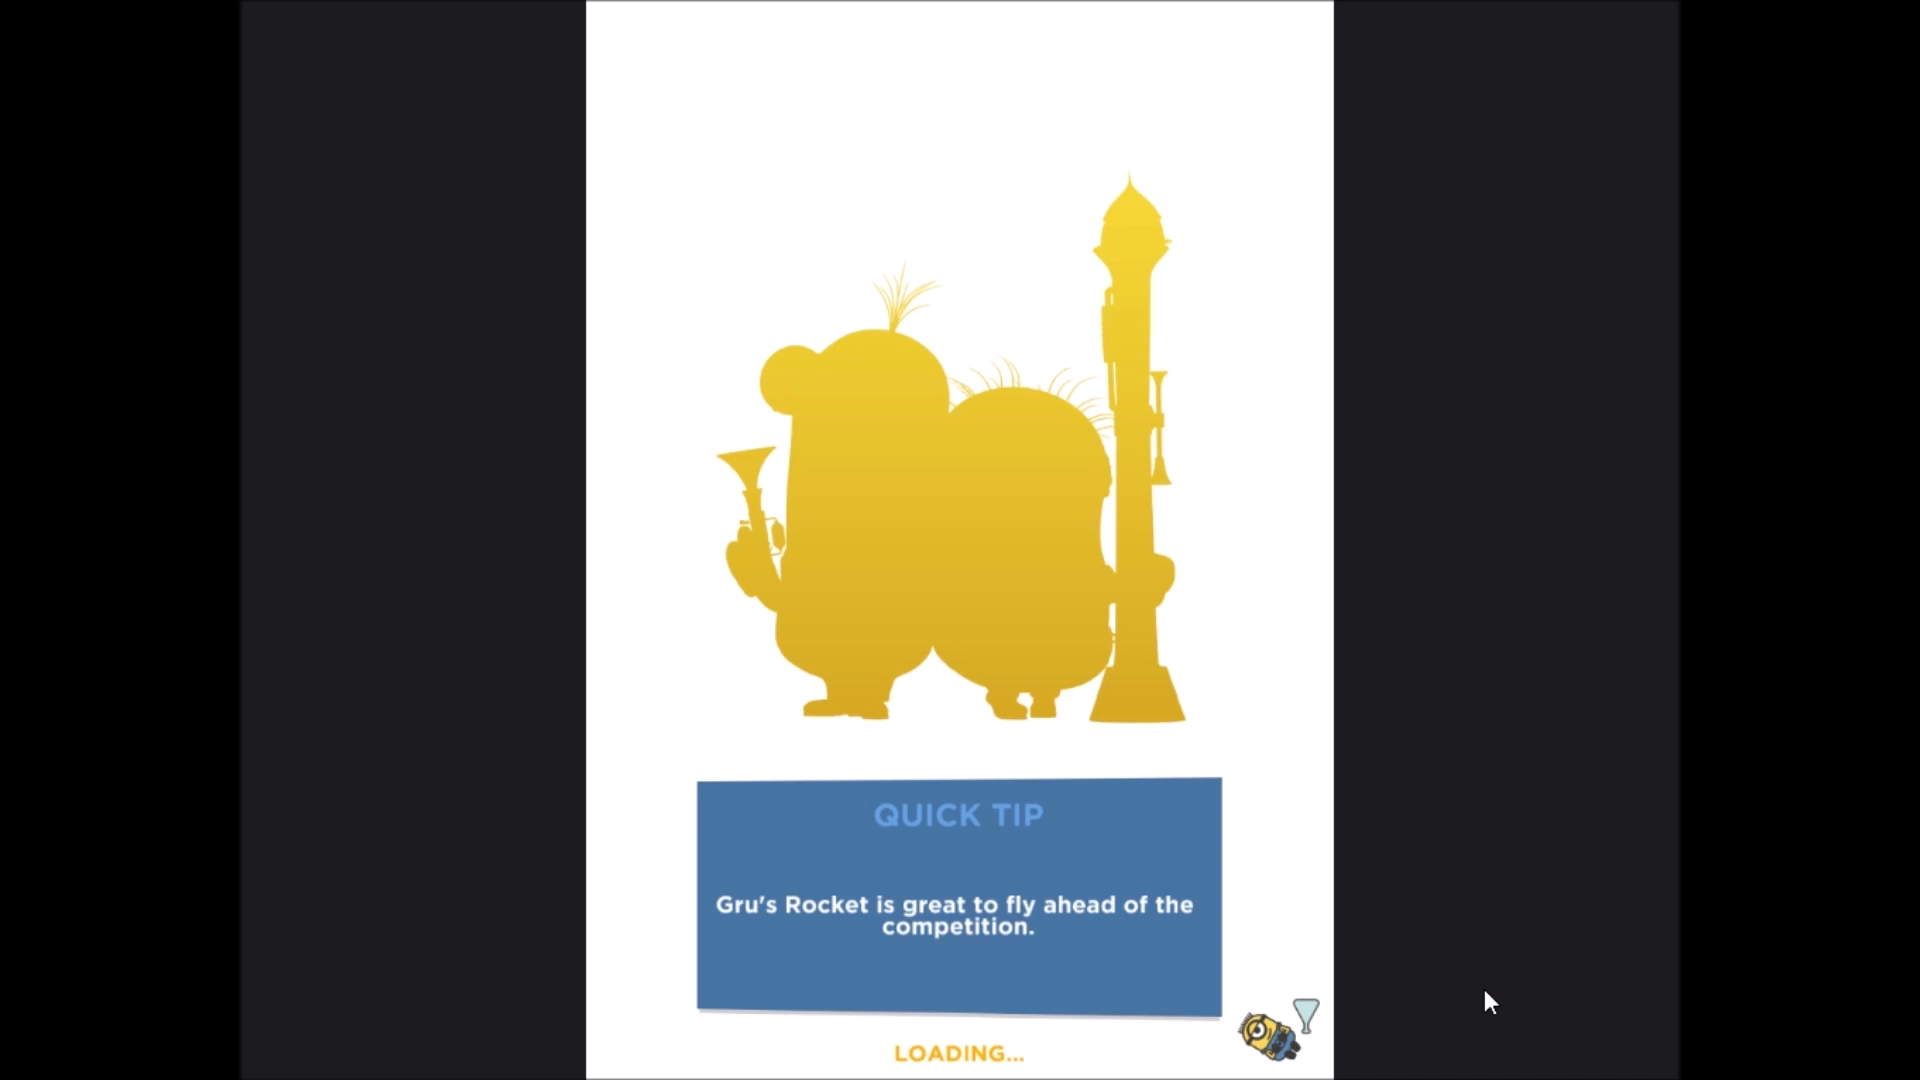 QUICK TIP
Gru's Rocket is great to fly ahead of the
competition.
LOADING...